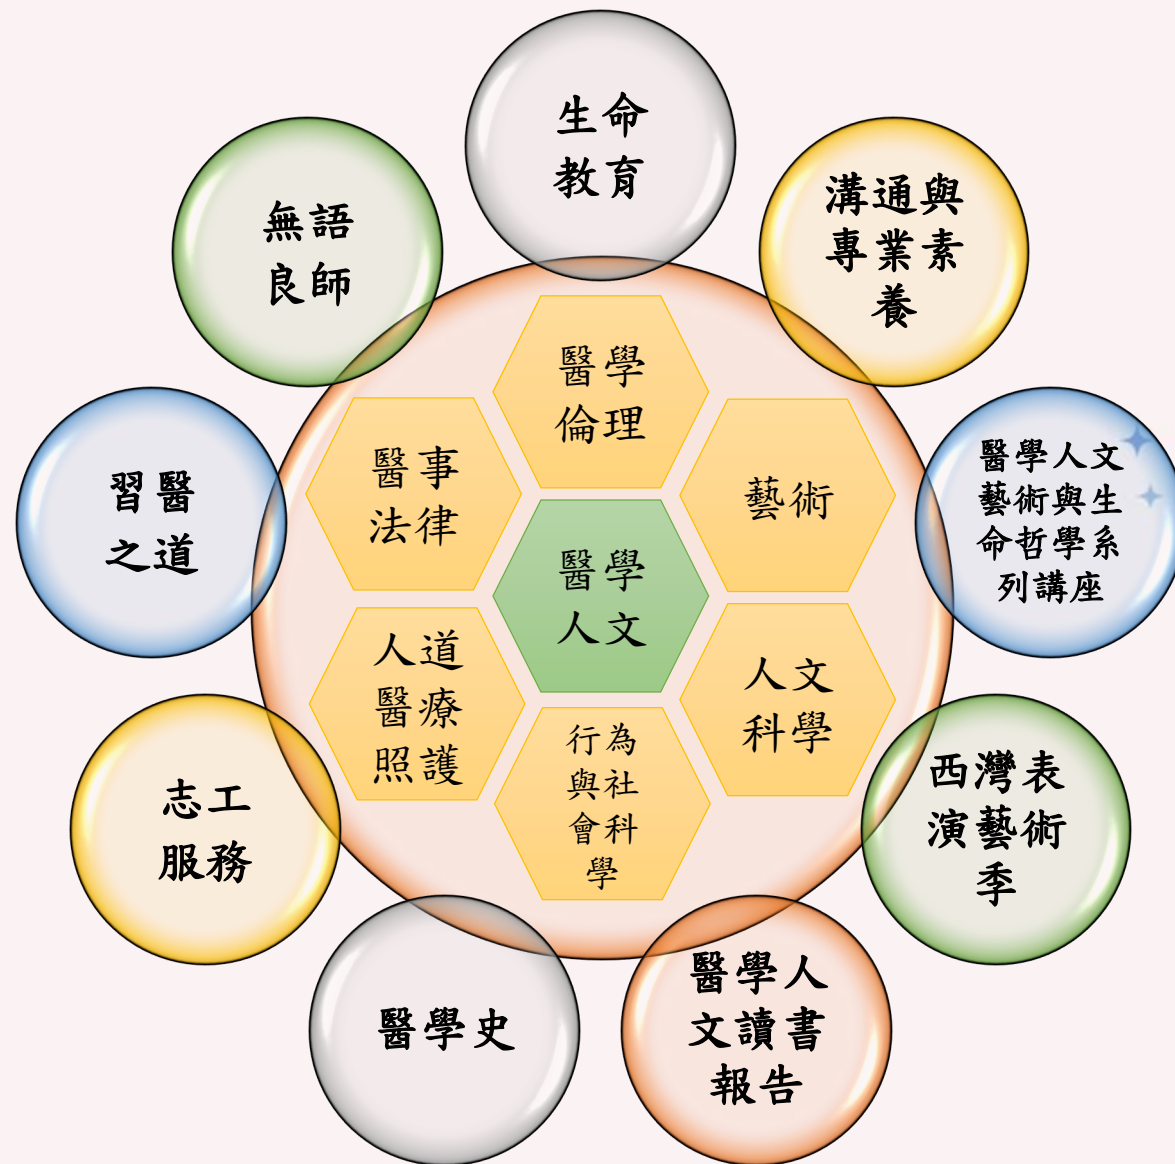 生命
教育
溝通與
專業素
養
醫學人文
藝術與生
命哲學系
列講座
西灣表
演藝術
季
醫學人
文讀書
報告
醫學史
志工
服務
習醫
之道
無語
良師
醫學
倫理
藝術
人文
科學
行為
與社
會科
學
人道
醫療
照護
醫事
法律
醫學
人文